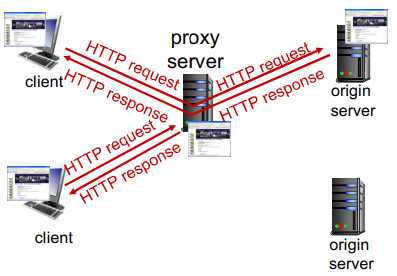 proxy
server
HTTP request
HTTP request
client
HTTP response
HTTP response
origin
server
HTTP request
HTTP response
client
origin
server